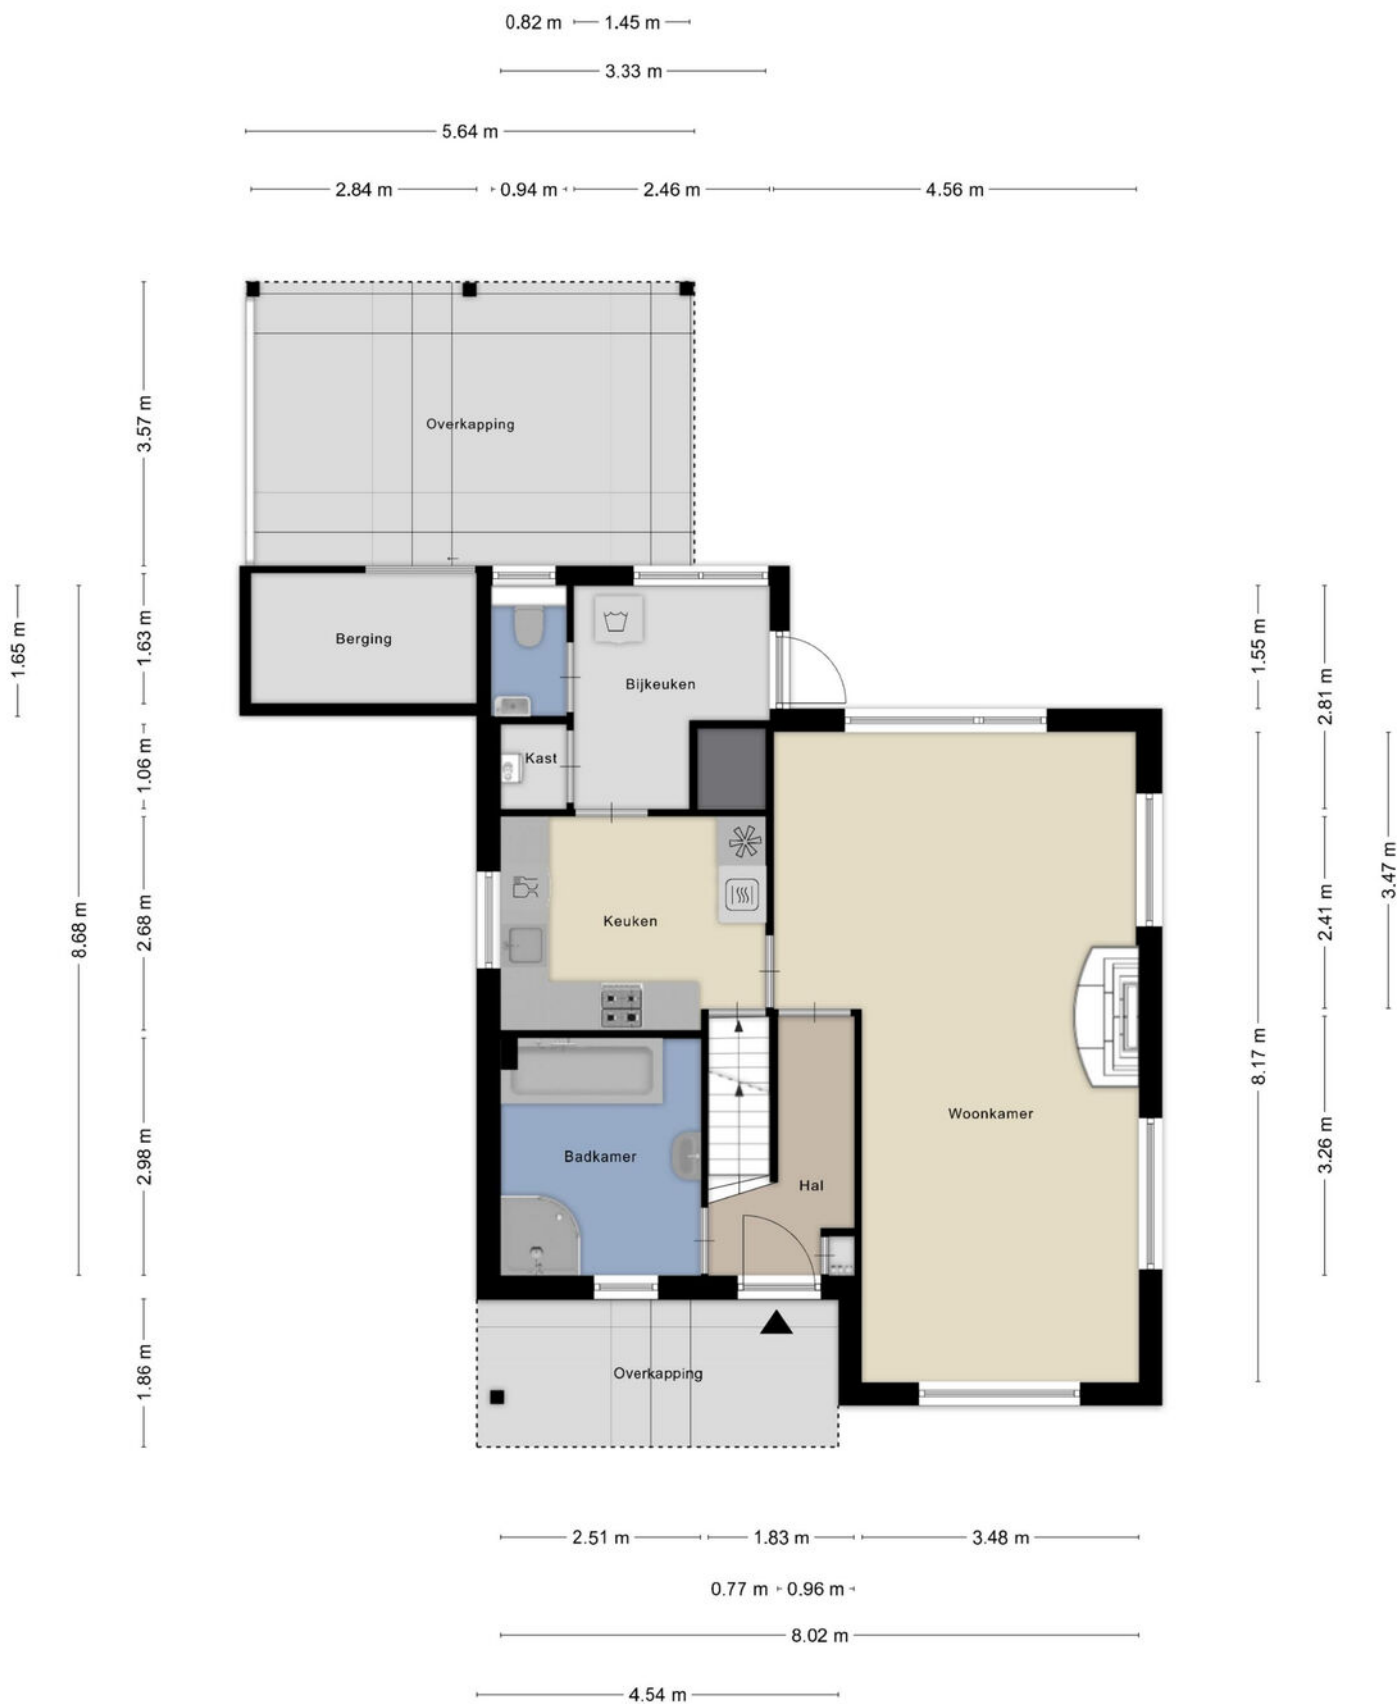 0.82 m 1.45 m
3.33 m
5.64 m
2.84 m 0.94 m 2.46 m 4.56 m
3.57 m
Overkapping
1.65 m
1.63 m
Berging
Bijkeuken
1.55 m
2.81 m
1.06 m
Kast
3.47 m
8.68 m
2.68 m
Keuken
2.41 m
8.17 m
Woonkamer
2.98 m
Badkamer
Hal
3.26 m
1.86 m
Overkapping
2.51 m 1.83 m 3.48 m
0.77 m 0.96 m
8.02 m
4.54 m